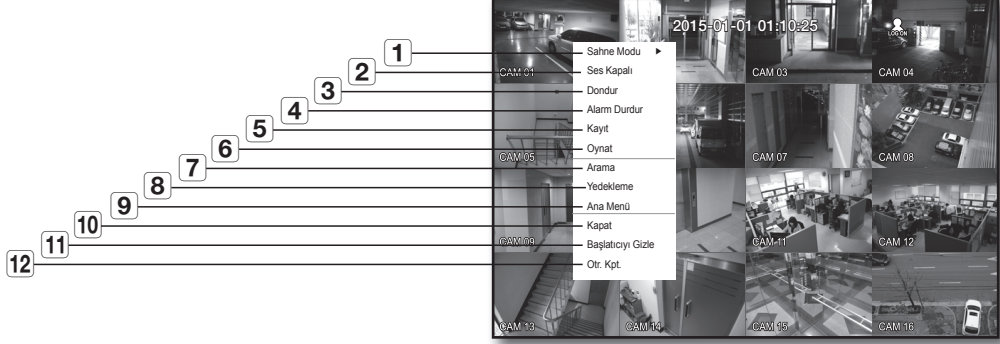 2015-01-01 01:10:25
LOG ON
CAM 01
CAM 03
CAM 04
CAM 05
CAM 07
CAM 08
CAM 09
CAM 11
CAM 12
CAM 13
CAM 14
CAM 15
CAM 16
1 Sahne Modu
2 Ses Kapalı
3 Dondur
4 Alarm Durdur
5 Kayıt
6 Oynat
7 Arama
8 Yedekleme
9 Ana Menü
10 Kapat
11 Başlatıcıyı Gizle
12 Otr. Kpt.